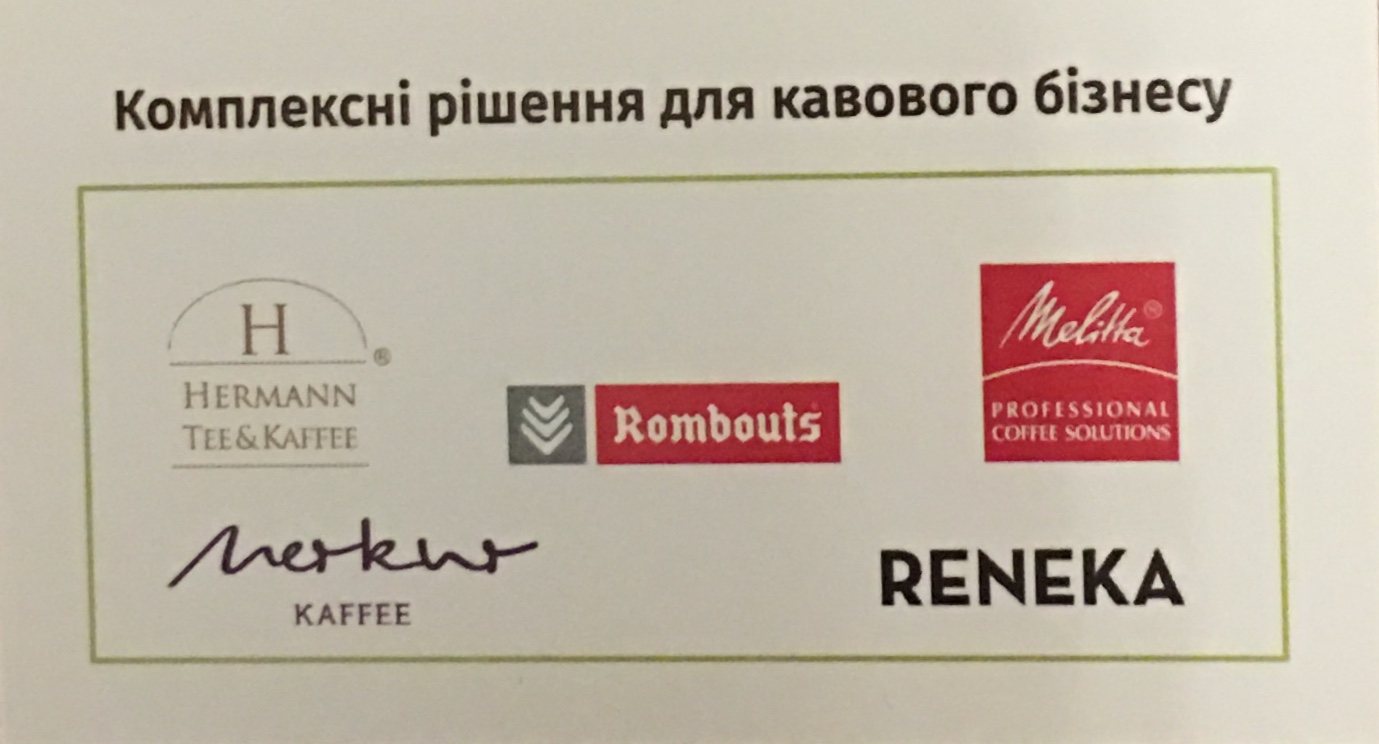 Комплексні рішення для кавового бізнесу
H
®
HERMANN
TEE&KAFFEE
Rombouts
Melitta®
PROFESSIONAL
COFFEE SOLUTIONS
Merkur
KAFFEE
RENEKA